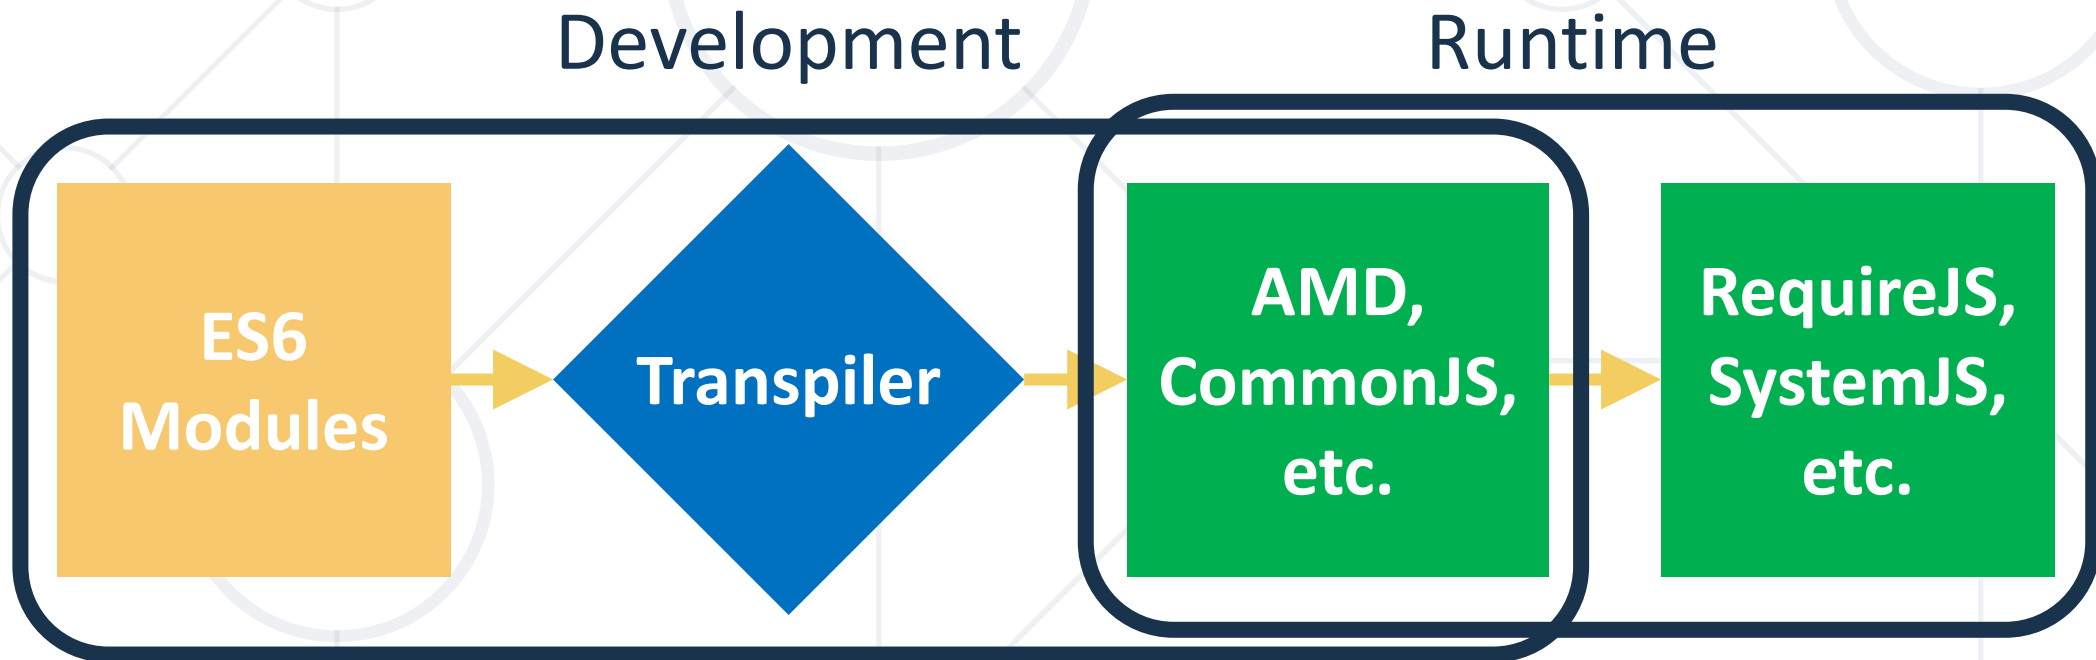 Development
Runtime
ES6
Modules
Transpiler
AMD,
CommonJS,
etc.
RequireJS,
SystemJS,
etc.